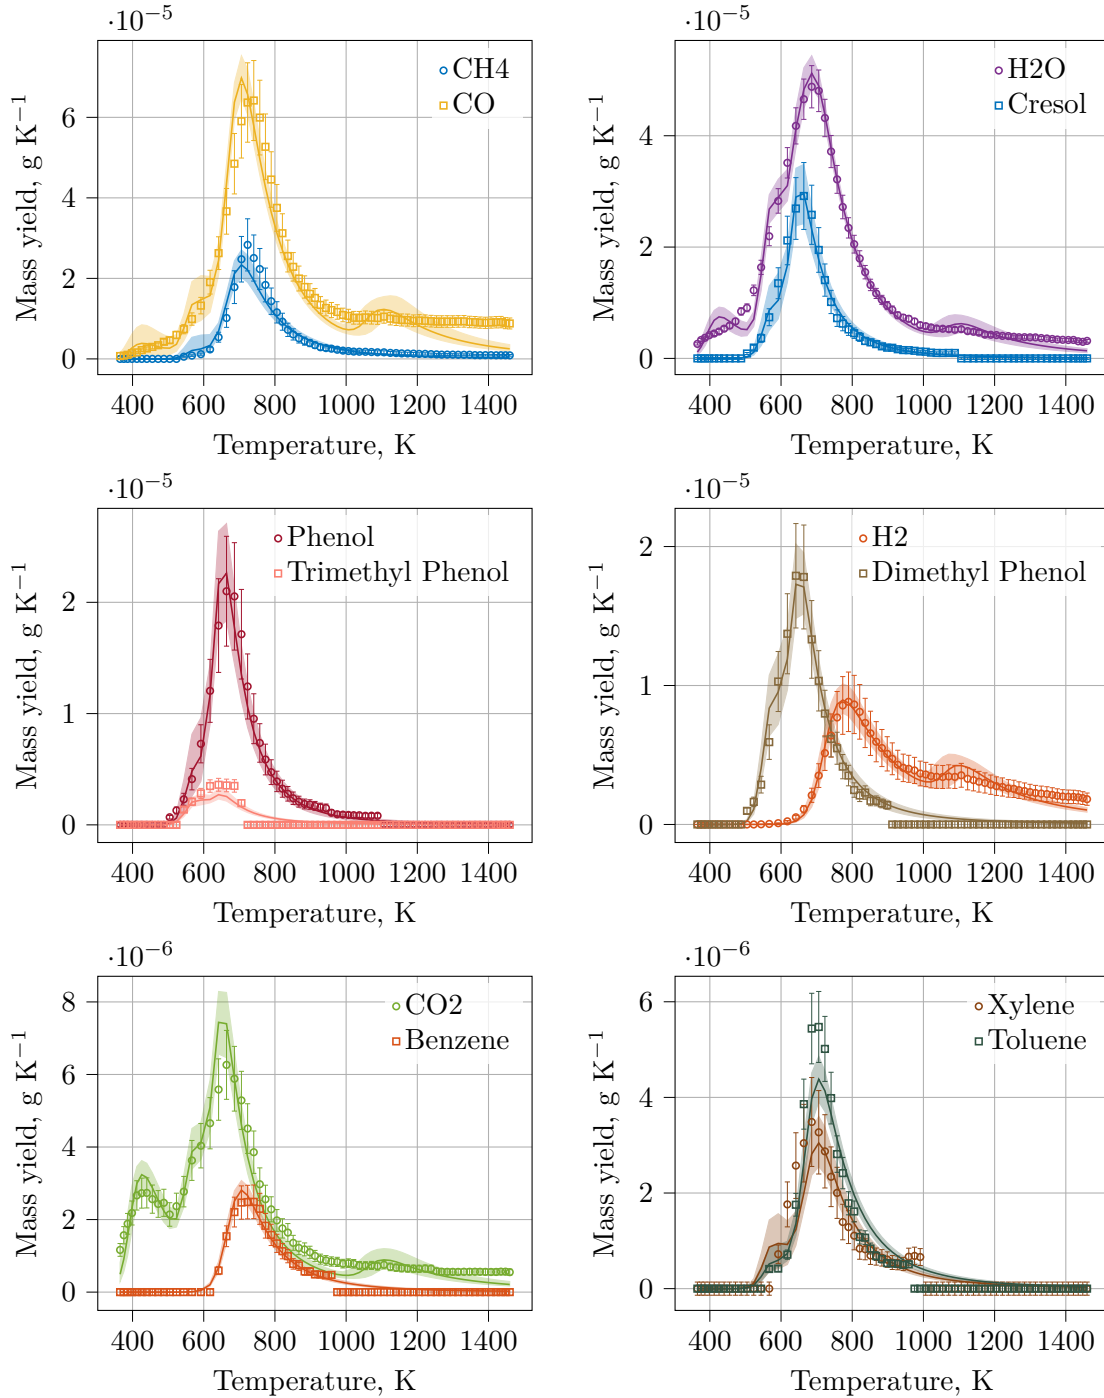 ·10⁻⁵
Mass yield, g K⁻¹
6
4
2
0
CH4
CO
400 600 800 1000 1200 1400
Temperature, K
·10⁻⁵
Mass yield, g K⁻¹
4
2
0
H2O
Cresol
400 600 800 1000 1200 1400
Temperature, K
·10⁻⁵
Mass yield, g K⁻¹
2
1
0
Phenol
Trimethyl Phenol
400 600 800 1000 1200 1400
Temperature, K
·10⁻⁵
Mass yield, g K⁻¹
2
1
0
H2
Dimethyl Phenol
400 600 800 1000 1200 1400
Temperature, K
·10⁻⁶
Mass yield, g K⁻¹
8
6
4
2
0
CO2
Benzene
400 600 800 1000 1200 1400
Temperature, K
·10⁻⁶
Mass yield, g K⁻¹
6
4
2
0
Xylene
Toluene
400 600 800 1000 1200 1400
Temperature, K